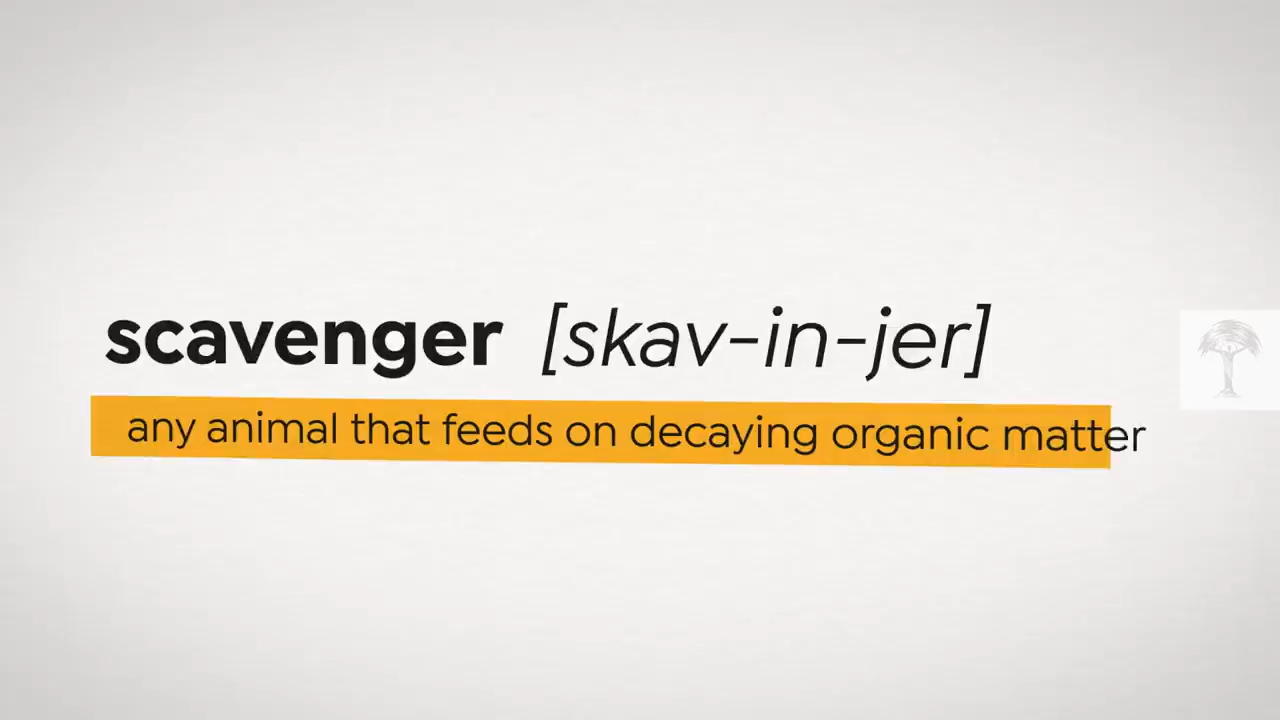 scavenger [skav-in-jer]
any animal that feeds on decaying organic matter